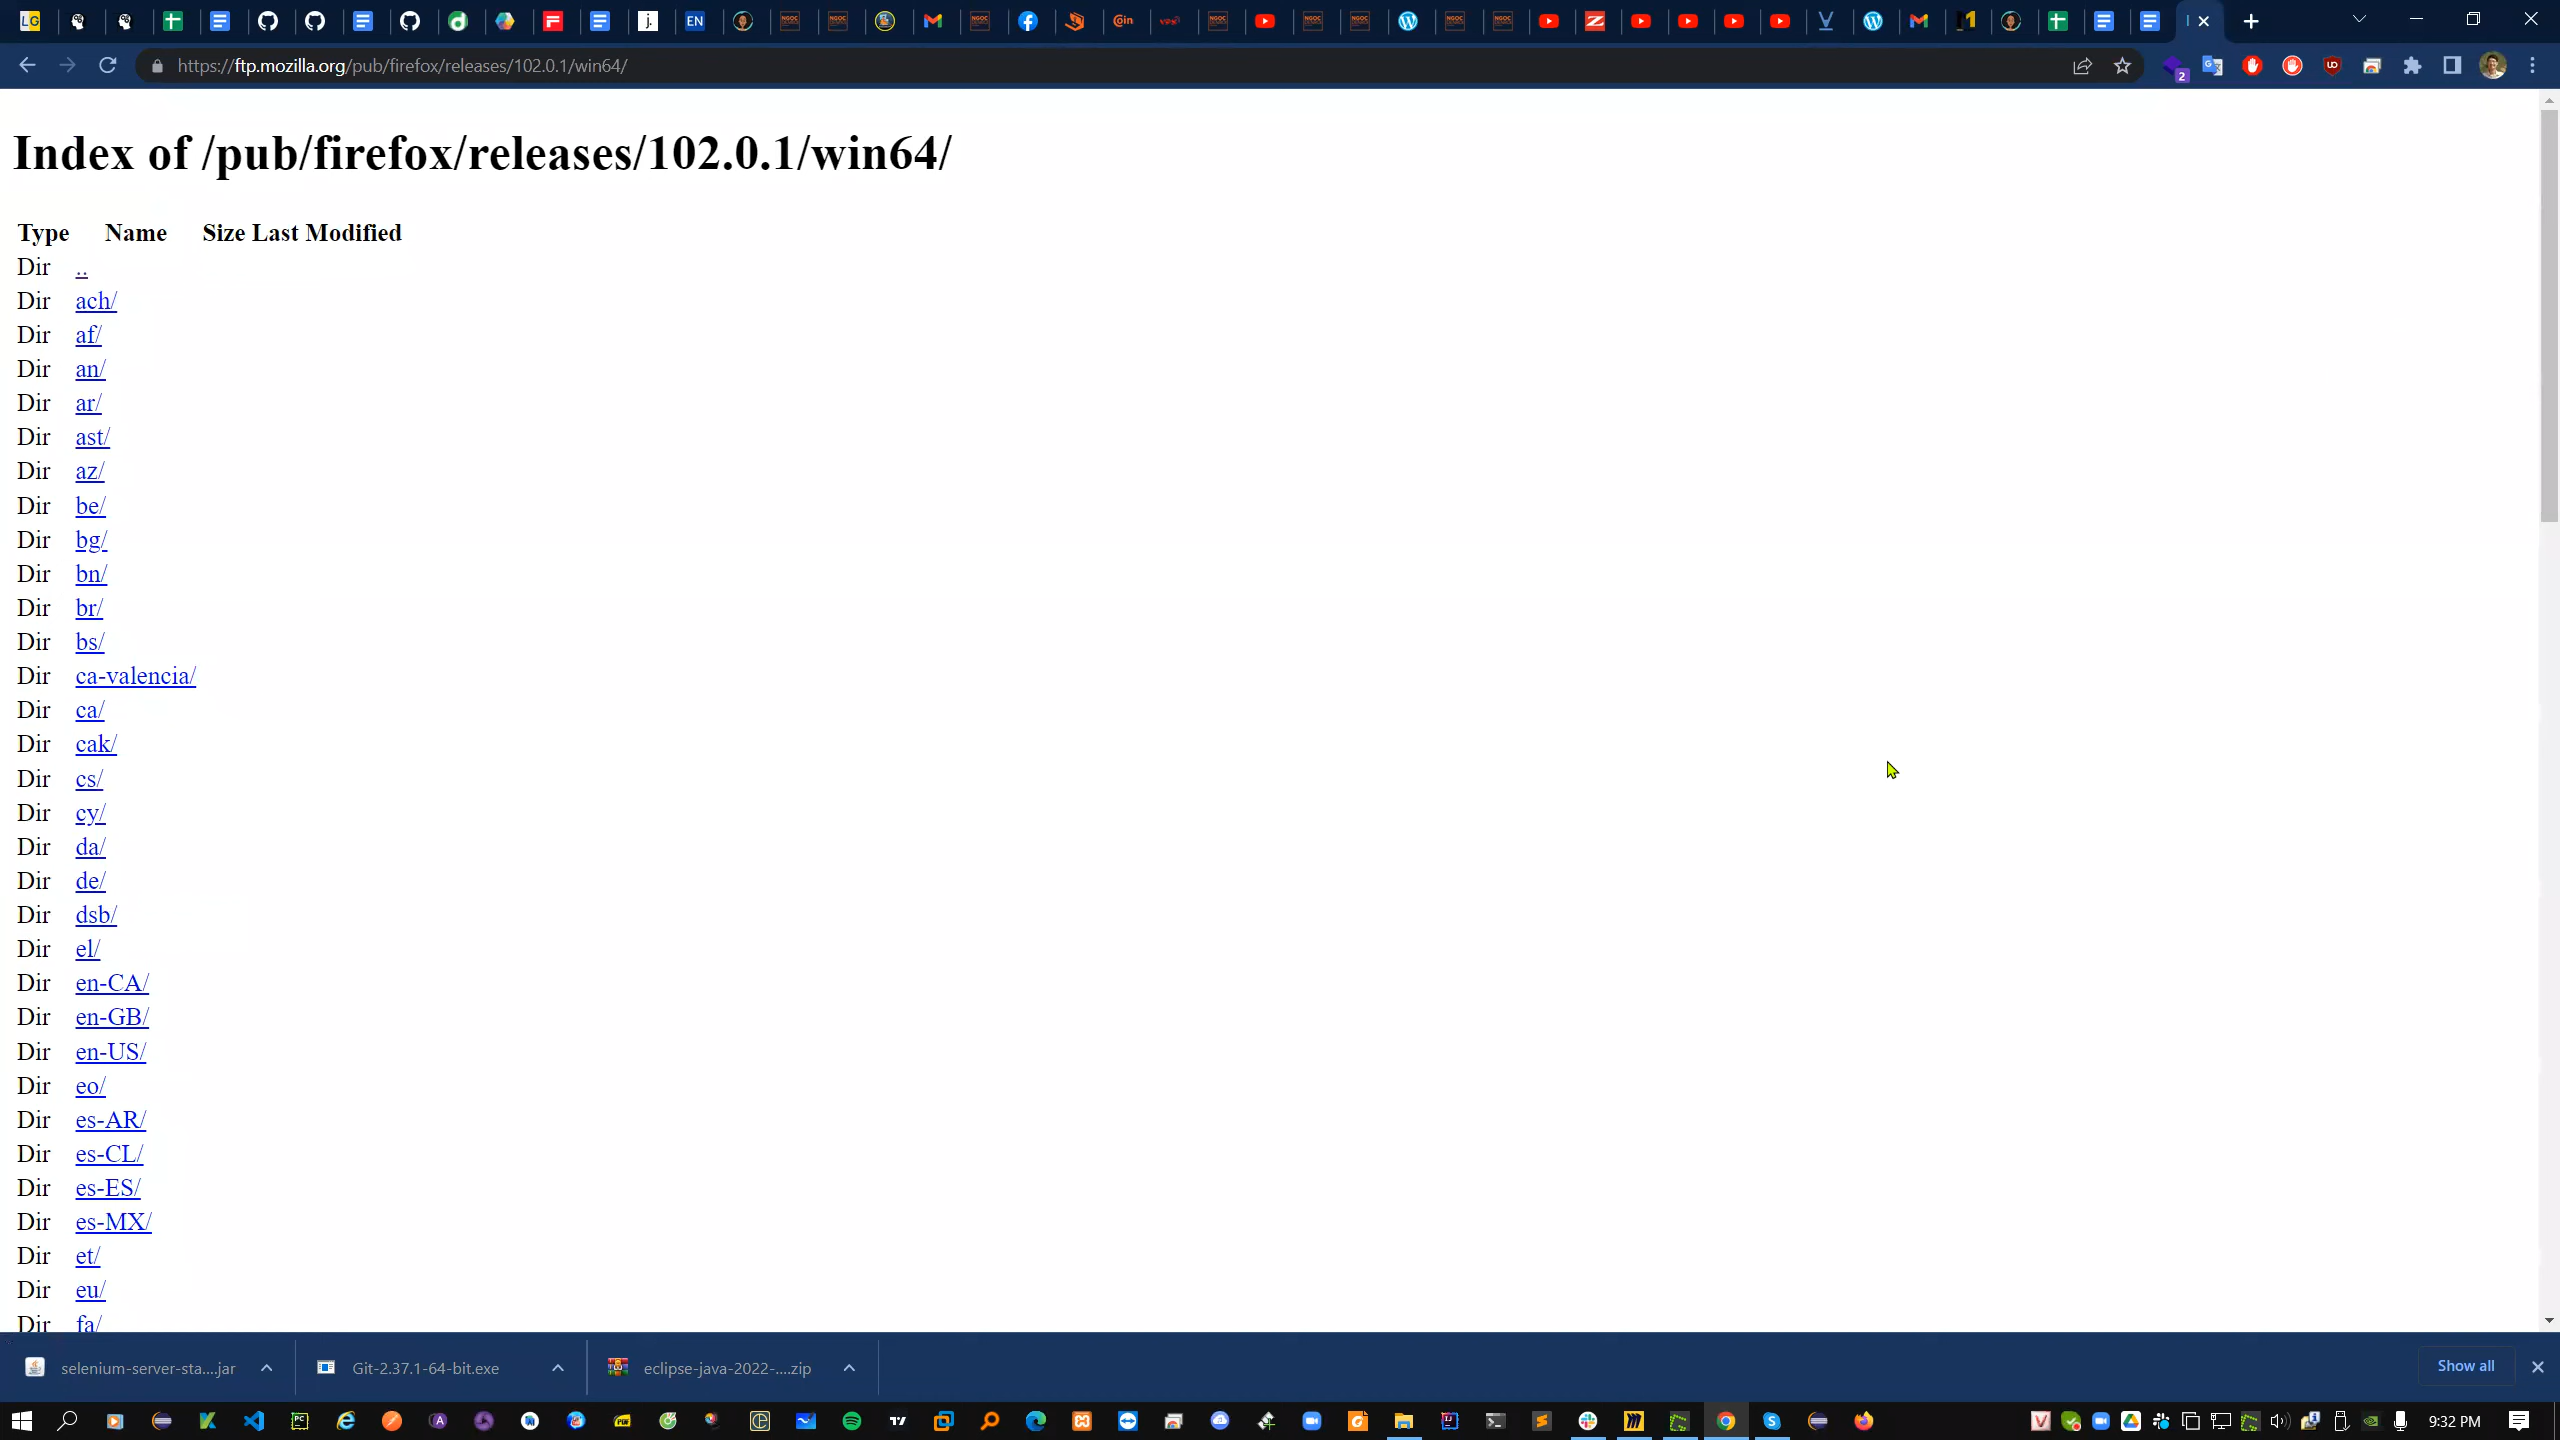 https://ftp.mozilla.org/pub/firefox/releases/102.0.1/win64/
2
Index of /pub/firefox/releases/102.0.1/win64/
Type Name Size Last Modified
Dir ..
Dir ach/
Dir af/
Dir an/
Dir ar/
Dir ast/
Dir az/
Dir be/
Dir bg/
Dir bn/
Dir br/
Dir bs/
Dir ca-valencia/
Dir ca/
Dir cak/
Dir cs/
Dir cy/
Dir da/
Dir de/
Dir dsb/
Dir el/
Dir en-CA/
Dir en-GB/
Dir en-US/
Dir eo/
Dir es-AR/
Dir es-CL/
Dir es-ES/
Dir es-MX/
Dir et/
Dir eu/
Dir fa/
selenium-server-sta....jar Git-2.37.1-64-bit.exe eclipse-java-2022-....zip Show all
9:32 PM